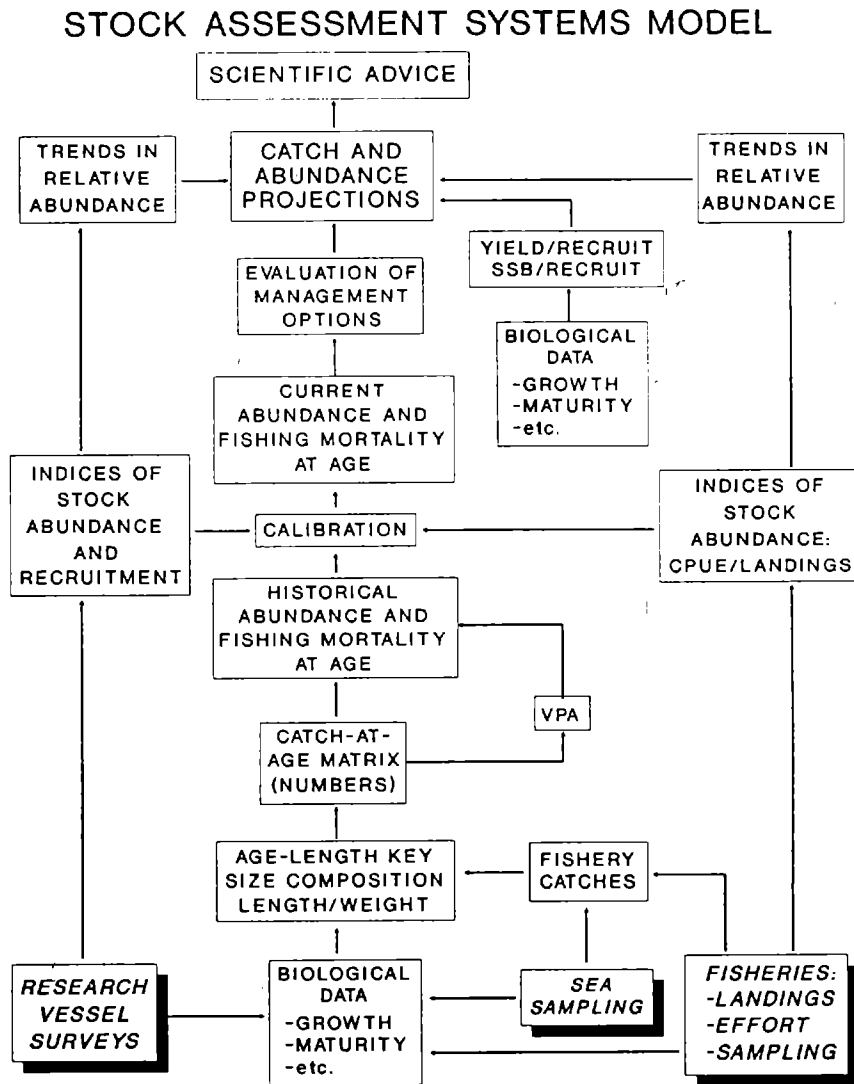 STOCK ASSESSMENT SYSTEMS MODEL
SCIENTIFIC ADVICE
TRENDS IN
RELATIVE
ABUNDANCE
CATCH AND
ABUNDANCE
PROJECTIONS
TRENDS IN
RELATIVE
ABUNDANCE
YIELD/RECRUIT
SSB/RECRUIT
EVALUATION OF
MANAGEMENT
OPTIONS
BIOLOGICAL
DATA
-GROWTH
-MATURITY
-etc.
CURRENT
ABUNDANCE AND
FISHING MORTALITY
AT AGE
INDICES OF
STOCK
ABUNDANCE
AND
RECRUITMENT
CALIBRATION
INDICES OF
STOCK
ABUNDANCE:
CPUE/LANDINGS
HISTORICAL
ABUNDANCE AND
FISHING MORTALITY
AT AGE
VPA
CATCH-AT-
AGE MATRIX
(NUMBERS)
AGE-LENGTH KEY
SIZE COMPOSITION
LENGTH/WEIGHT
FISHERY
CATCHES
RESEARCH
VESSEL
SURVEYS
BIOLOGICAL
DATA
-GROWTH
-MATURITY
-etc.
SEA
SAMPLING
FISHERIES:
-LANDINGS
-EFFORT
-SAMPLING